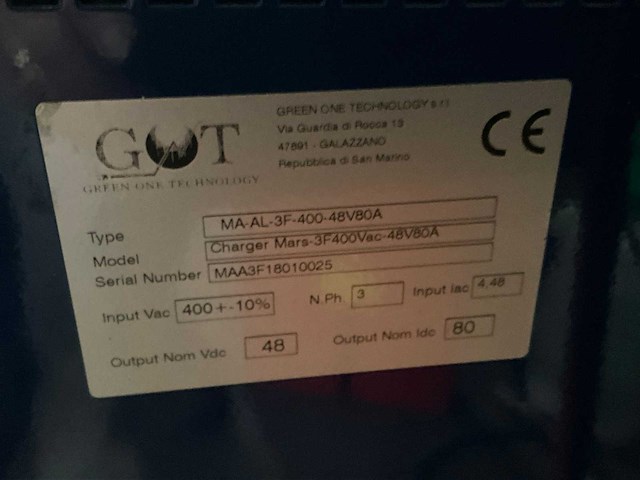 GOT
GREEN ONE TECHNOLOGY
GREEN ONE TECHNOLOGY s.r.l
Via Guardia di Rocca 13
47891 - GALAZZANO
Repubblica di San Marino
CE
Type MA-AL-3F-400-48V80A
Model Charger Mars-3F400Vac-48V80A
Serial Number MAA3F18010025
Input Vac 400+-10% N.Ph. 3 Input Iac 4,48
Output Nom Vdc 48 Output Nom Idc 80